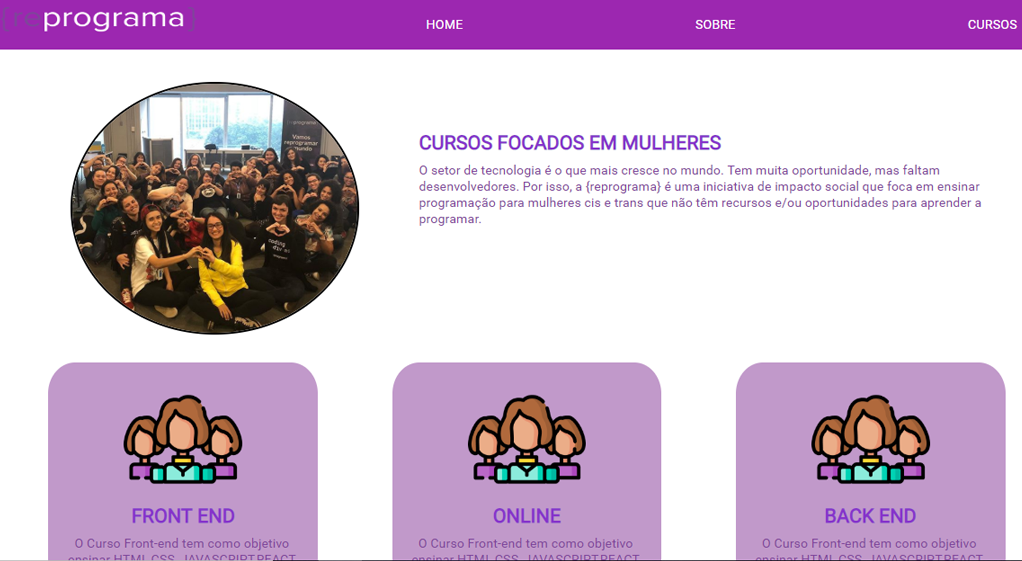 {reprograma}
HOME
SOBRE
CURSOS
Vamos
reprogramar
mundo
CURSOS FOCADOS EM MULHERES
O setor de tecnologia é o que mais cresce no mundo. Tem muita oportunidade, mas faltam
desenvolvedores. Por isso, a {reprograma} é uma iniciativa de impacto social que foca em ensinar
programação para mulheres cis e trans que não têm recursos e/ou oportunidades para aprender a
programar.
FRONT END
O Curso Front-end tem como objetivo
ensinar HTML,CSS, JAVASCRIPT,REACT
ONLINE
O Curso Front-end tem como objetivo
ensinar HTML,CSS, JAVASCRIPT,REACT
BACK END
O Curso Front-end tem como objetivo
ensinar HTML,CSS, JAVASCRIPT,REACT